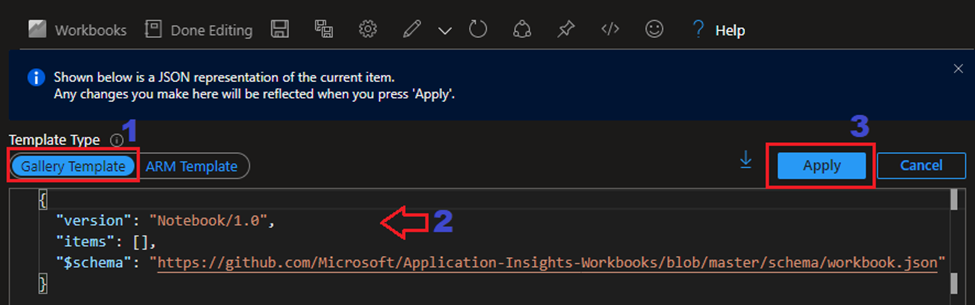 Workbooks Done Editing </> ? Help
Shown below is a JSON representation of the current item.
Any changes you make here will be reflected when you press 'Apply'.
Template Type 1
Gallery Template ARM Template
3
Apply Cancel
{
"version": "Notebook/1.0", 2
"items": [],
"$schema": "https://github.com/Microsoft/Application-Insights-Workbooks/blob/master/schema/workbook.json"
}